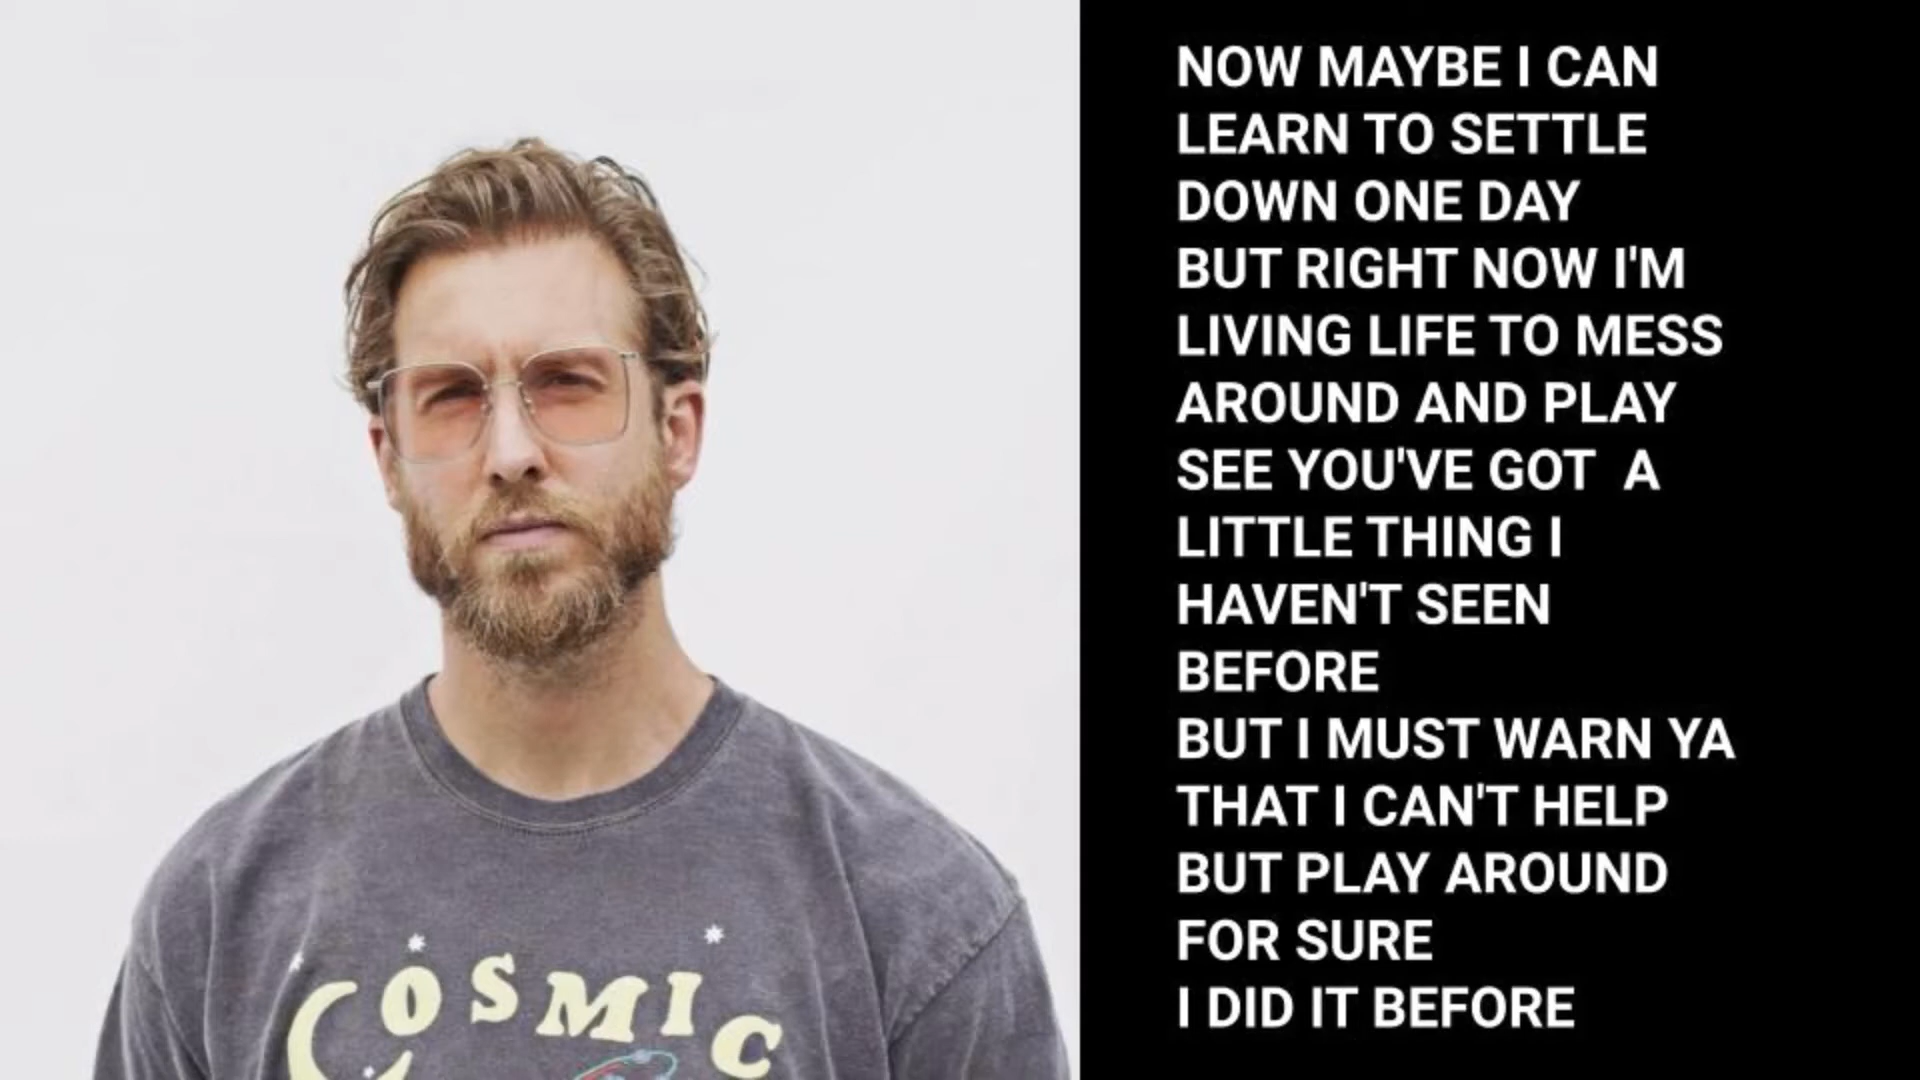 NOW MAYBE I CAN
LEARN TO SETTLE
DOWN ONE DAY
BUT RIGHT NOW I'M
LIVING LIFE TO MESS
AROUND AND PLAY
SEE YOU'VE GOT  A
LITTLE THING I
HAVEN'T SEEN
BEFORE
BUT I MUST WARN YA
THAT I CAN'T HELP
BUT PLAY AROUND
FOR SURE
I DID IT BEFORE
COSMIC